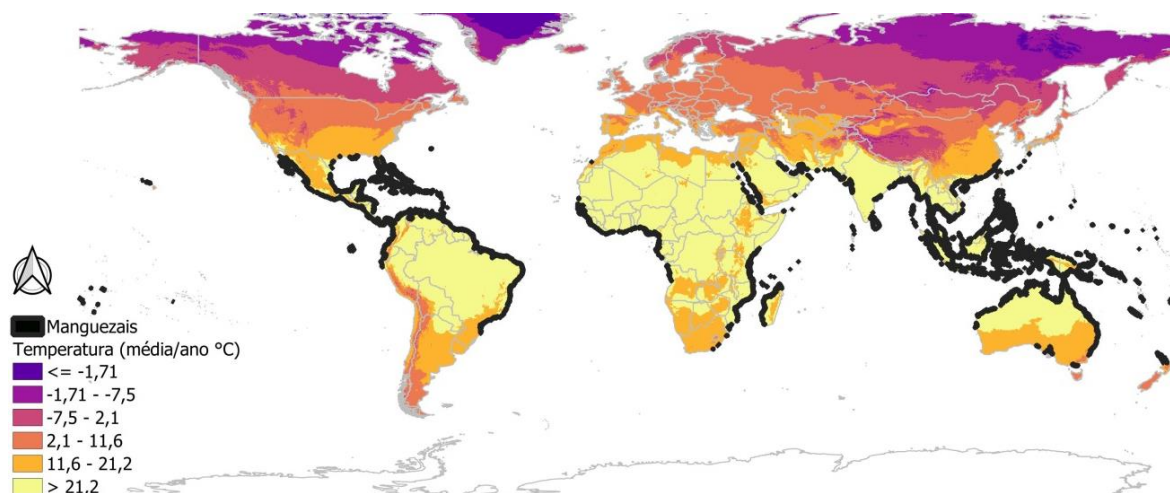 Manguezais
Temperatura (média/ano °C)
<= -1,71
-1,71 - -7,5
-7,5 - 2,1
2,1 - 11,6
11,6 - 21,2
> 21,2